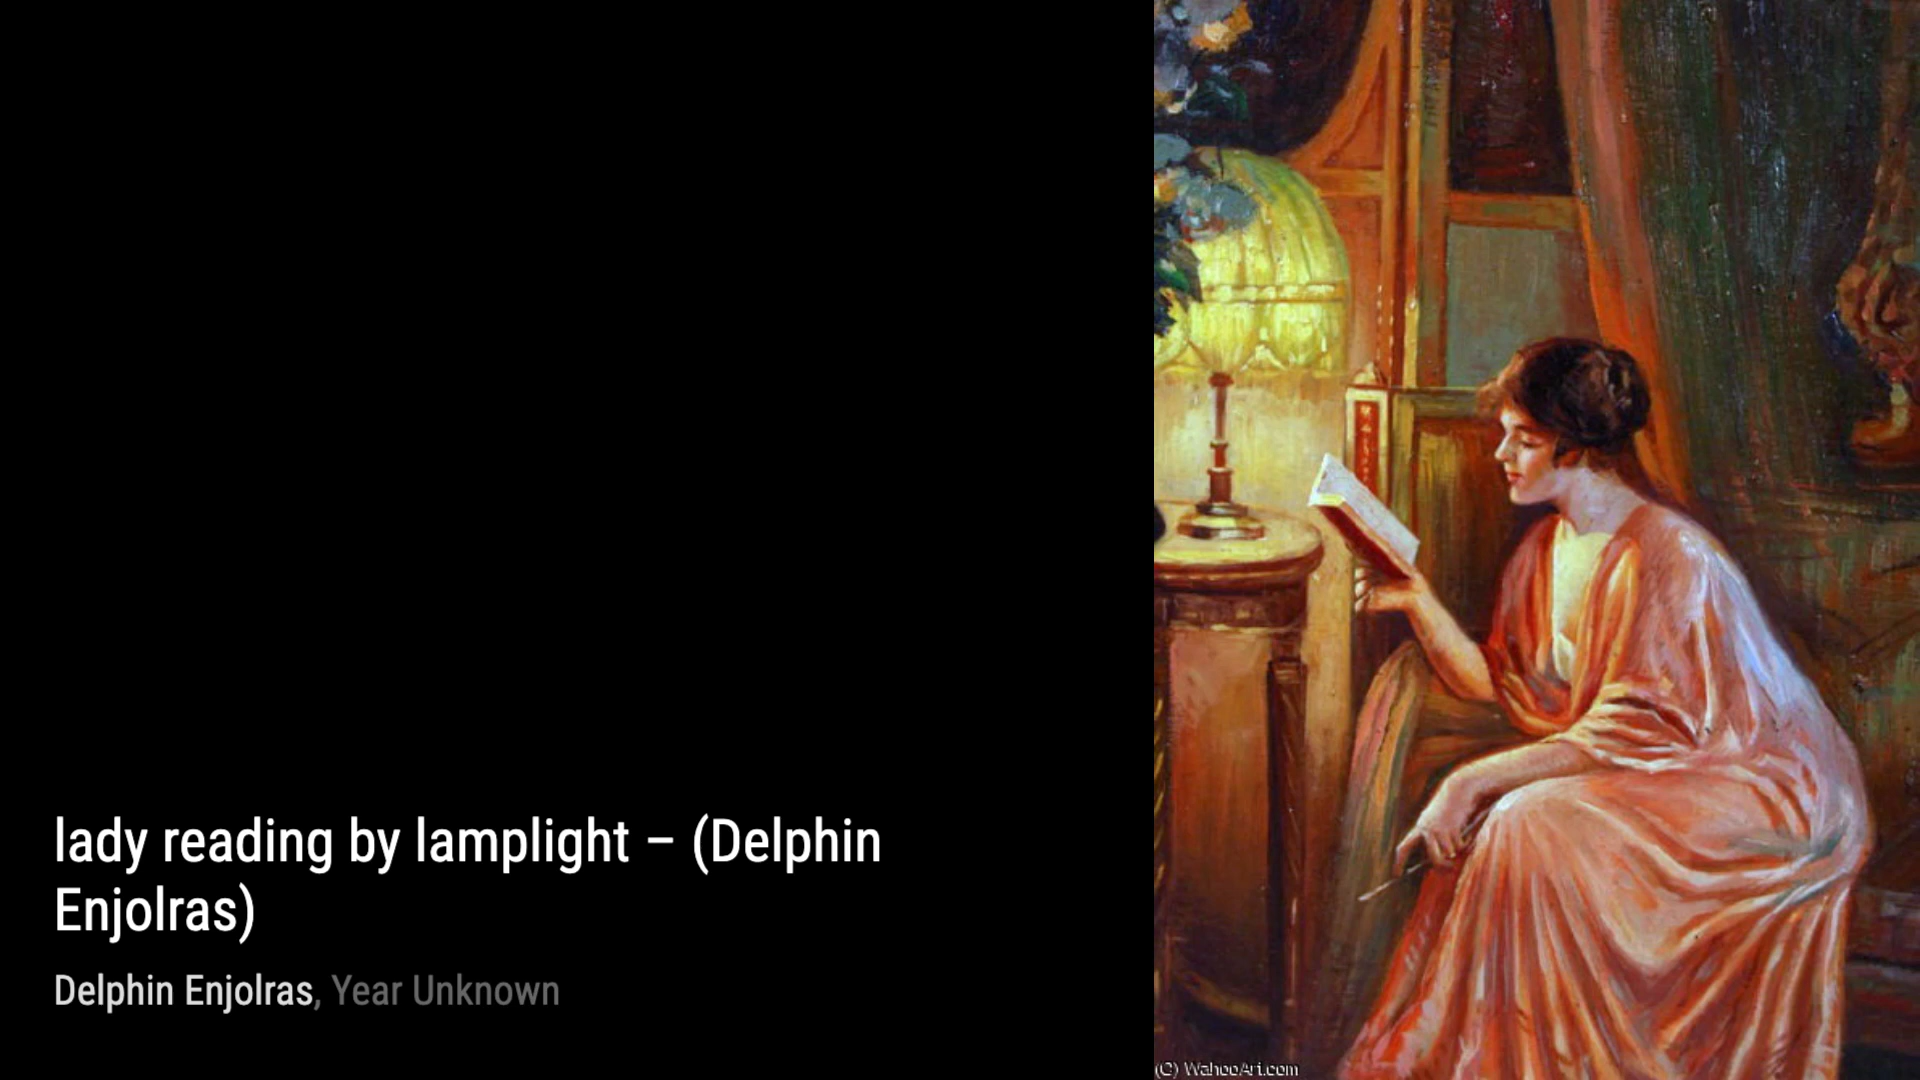 lady reading by lamplight – (Delphin
Enjolras)
Delphin Enjolras, Year Unknown
(C) WahooArt.com